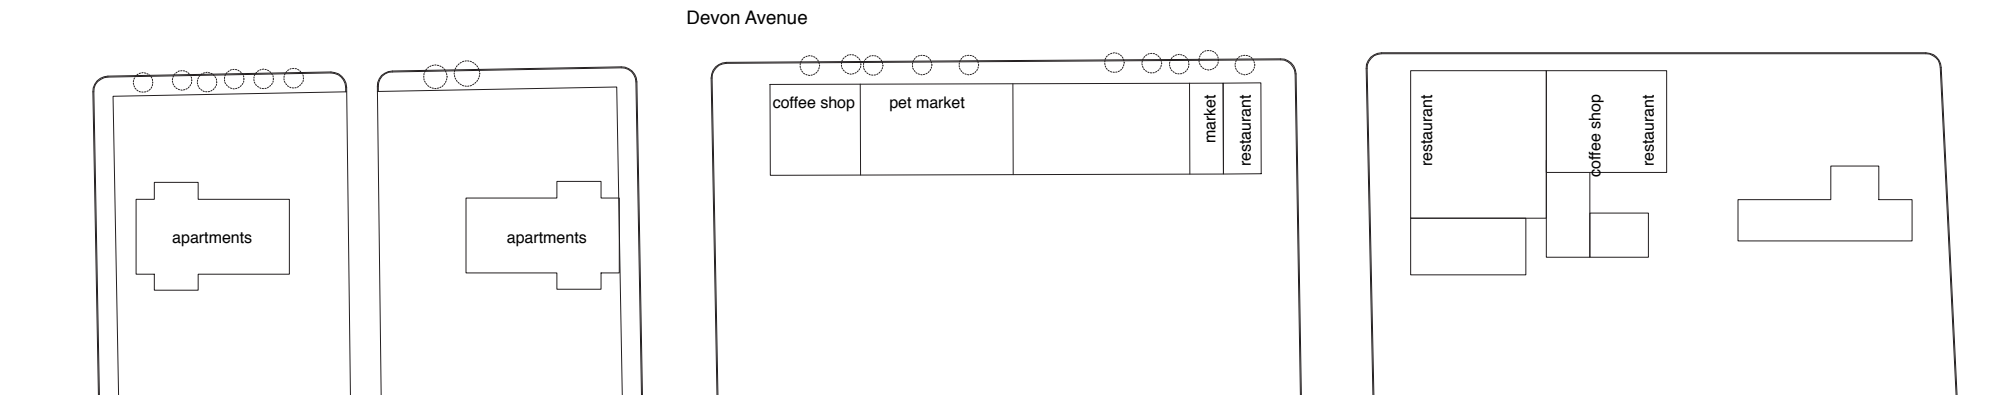 Devon Avenue
apartments
apartments
coffee shop
pet market
market
restaurant
restaurant
coffee shop
restaurant